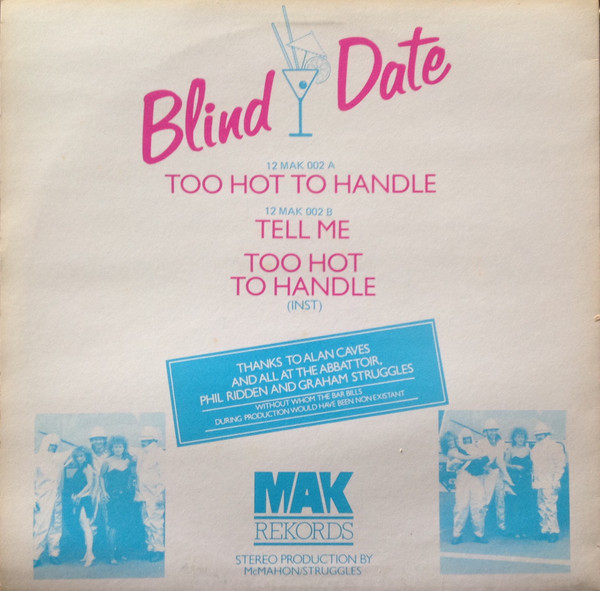 Blind Date
12 MAK 002 A
TOO HOT TO HANDLE
12 MAK 002 B
TELL ME
TOO HOT
TO HANDLE
(INST)
THANKS TO ALAN CAVES
AND ALL AT THE ABBATTOIR,
PHIL RIDDEN AND GRAHAM STRUGGLES
WITHOUT WHOM THE BAR BILLS
DURING PRODUCTION WOULD HAVE BEEN NON EXISTANT
MAK
REKORDS
STEREO PRODUCTION BY
McMAHON/STRUGGLES